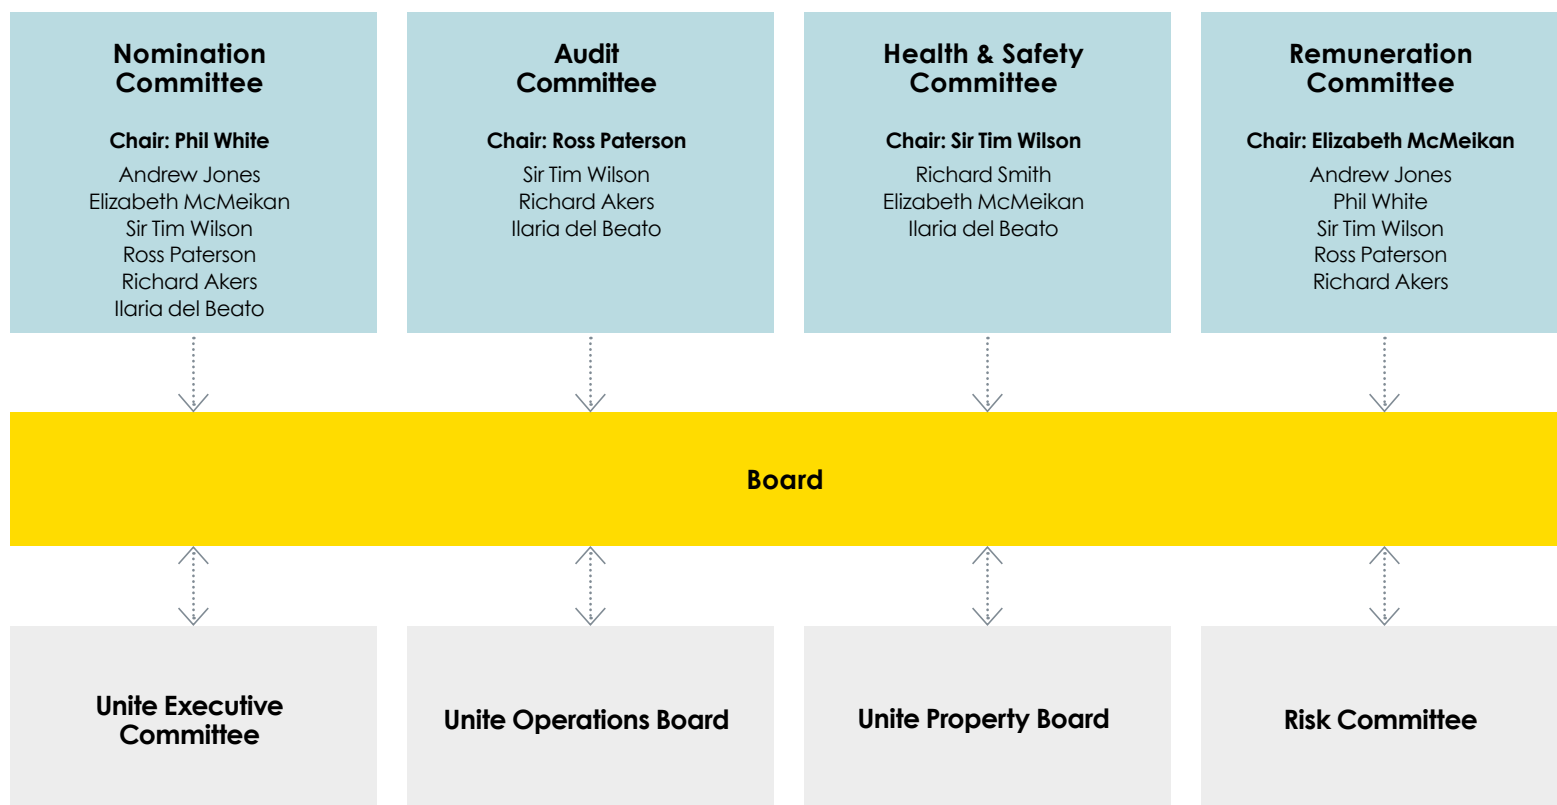 Nomination
Committee
Chair: Phil White
Andrew Jones
Elizabeth McMeikan
Sir Tim Wilson
Ross Paterson
Richard Akers
Ilaria del Beato
Audit
Committee
Chair: Ross Paterson
Sir Tim Wilson
Richard Akers
Ilaria del Beato
Health & Safety
Committee
Chair: Sir Tim Wilson
Richard Smith
Elizabeth McMeikan
Ilaria del Beato
Remuneration
Committee
Chair: Elizabeth McMeikan
Andrew Jones
Phil White
Sir Tim Wilson
Ross Paterson
Richard Akers
Board
Unite Executive
Committee
Unite Operations Board
Unite Property Board
Risk Committee